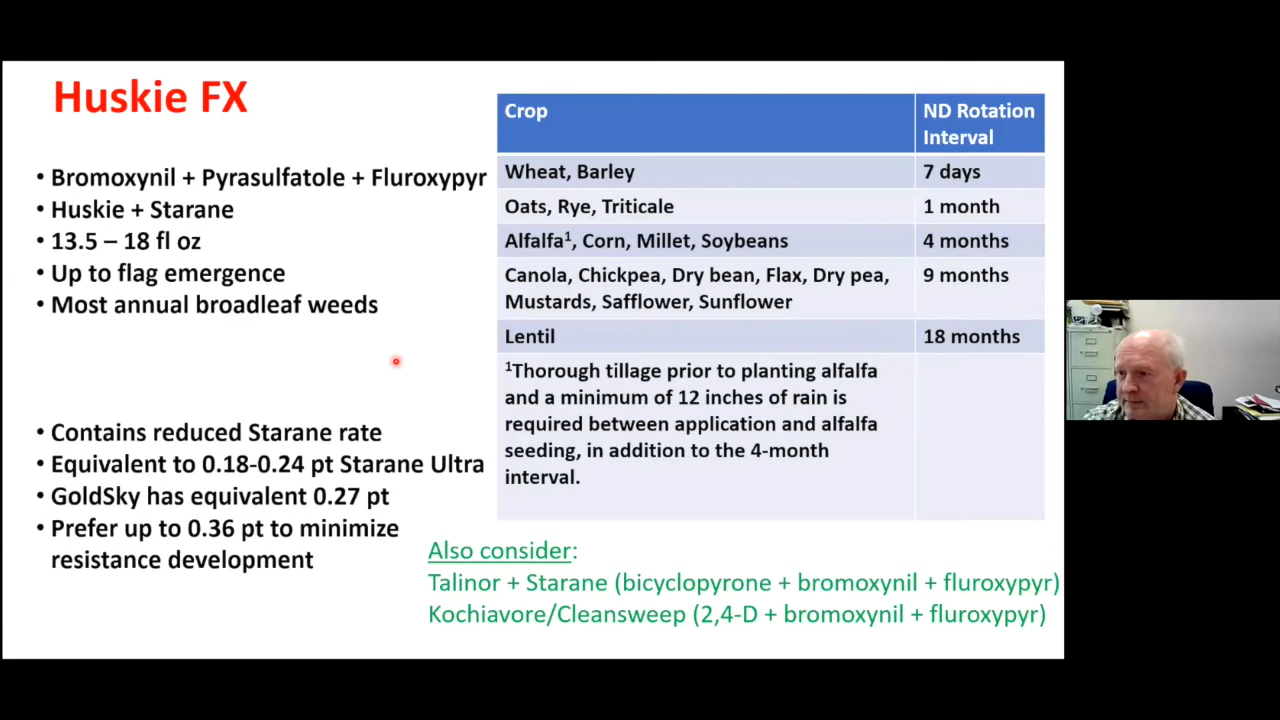 Huskie FX
• Bromoxynil + Pyrasulfatole + Fluroxypyr
• Huskie + Starane
• 13.5 – 18 fl oz
• Up to flag emergence
• Most annual broadleaf weeds
• Contains reduced Starane rate
• Equivalent to 0.18-0.24 pt Starane Ultra
• GoldSky has equivalent 0.27 pt
• Prefer up to 0.36 pt to minimize
resistance development
Crop
ND Rotation
Interval
Wheat, Barley
7 days
Oats, Rye, Triticale
1 month
Alfalfa¹, Corn, Millet, Soybeans
4 months
Canola, Chickpea, Dry bean, Flax, Dry pea,
Mustards, Safflower, Sunflower
9 months
Lentil
18 months
¹Thorough tillage prior to planting alfalfa
and a minimum of 12 inches of rain is
required between application and alfalfa
seeding, in addition to the 4-month
interval.
Also consider:
Talinor + Starane (bicyclopyrone + bromoxynil + fluroxypyr)
Kochiavore/Cleansweep (2,4-D + bromoxynil + fluroxypyr)